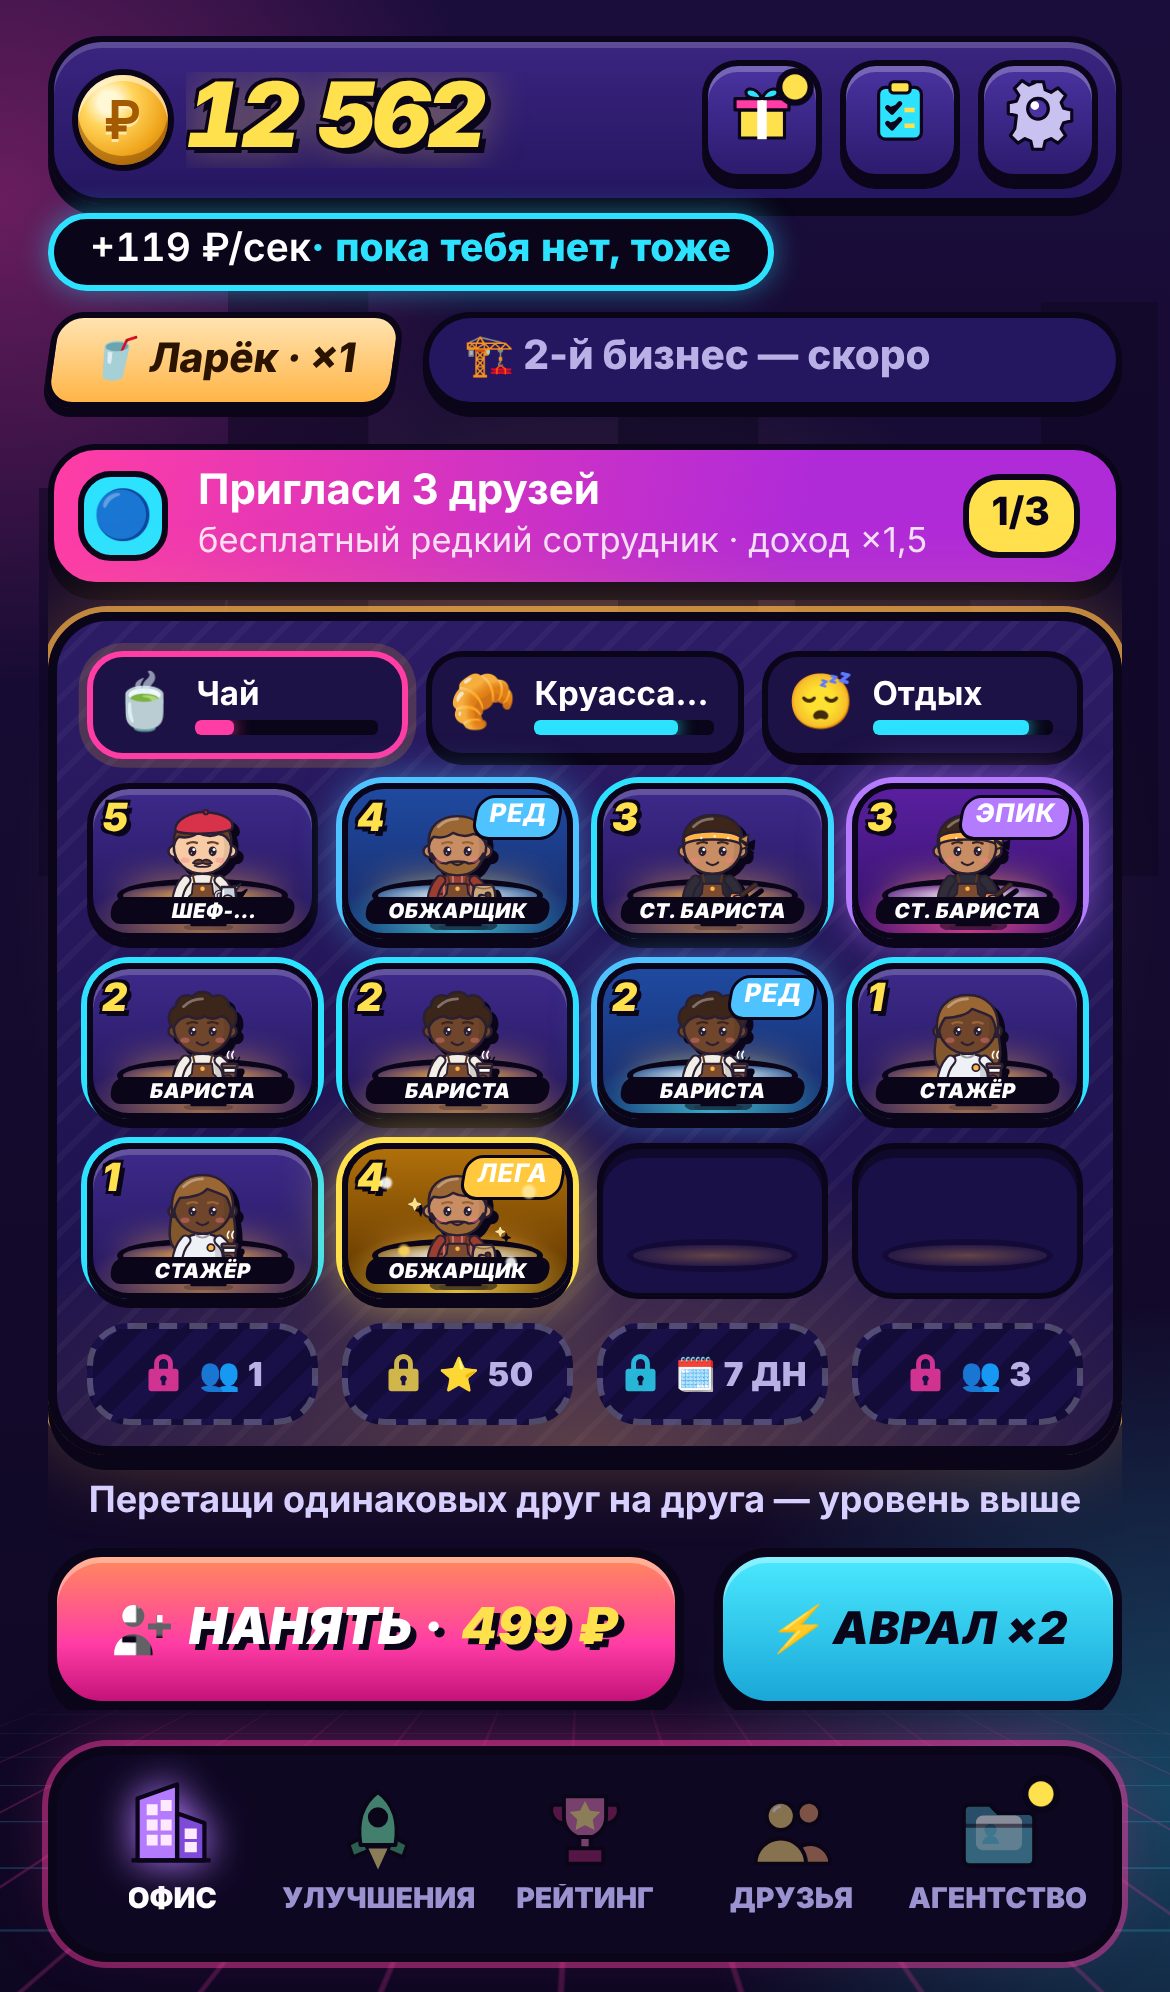 ₽ 12 562
+119 ₽/сек· пока тебя нет, тоже
Ларёк · ×1
2-й бизнес — скоро
Пригласи 3 друзей
бесплатный редкий сотрудник · доход ×1,5
1/3
Чай
Круасса...
Отдых
5
ШЕФ-...
4
РЕД
ОБЖАРЩИК
3
СТ. БАРИСТА
3
ЭПИК
СТ. БАРИСТА
2
БАРИСТА
2
БАРИСТА
2
РЕД
БАРИСТА
1
СТАЖЁР
1
СТАЖЁР
4
ЛЕГА
ОБЖАРЩИК
1
50
7 ДН
3
Перетащи одинаковых друг на друга — уровень выше
НАНЯТЬ · 499 ₽
АВРАЛ ×2
ОФИС
УЛУЧШЕНИЯ
РЕЙТИНГ
ДРУЗЬЯ
АГЕНТСТВО